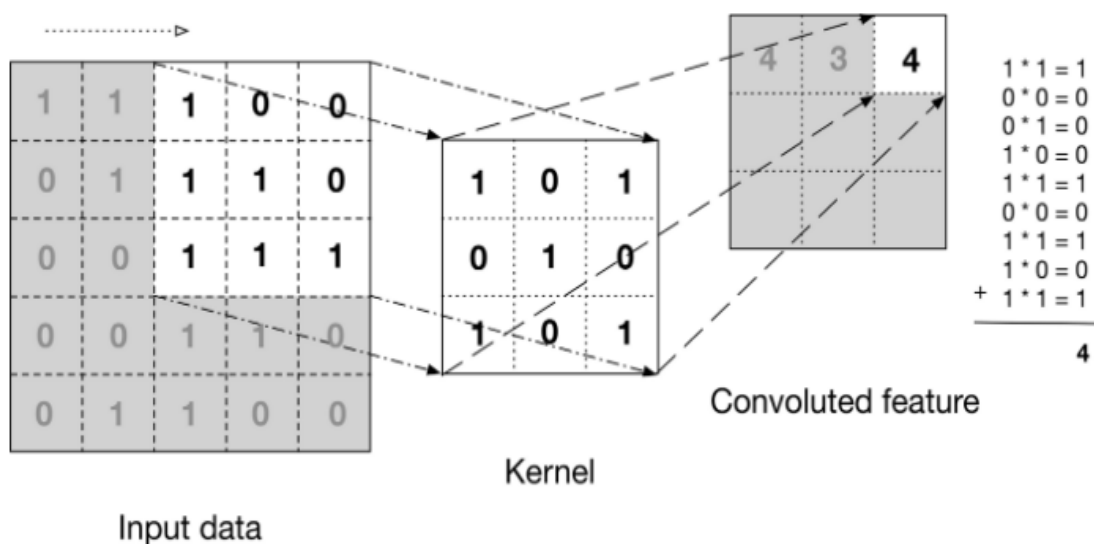 1 1 1 0 0
0 1 1 1 0
0 0 1 1 1
0 0 1 1 0
0 1 1 0 0
Input data
1 0 1
0 1 0
1 0 1
Kernel
4 3 4
Convoluted feature
1 * 1 = 1
0 * 0 = 0
0 * 1 = 0
1 * 0 = 0
1 * 1 = 1
0 * 0 = 0
1 * 1 = 1
1 * 0 = 0
+ 1 * 1 = 1
4